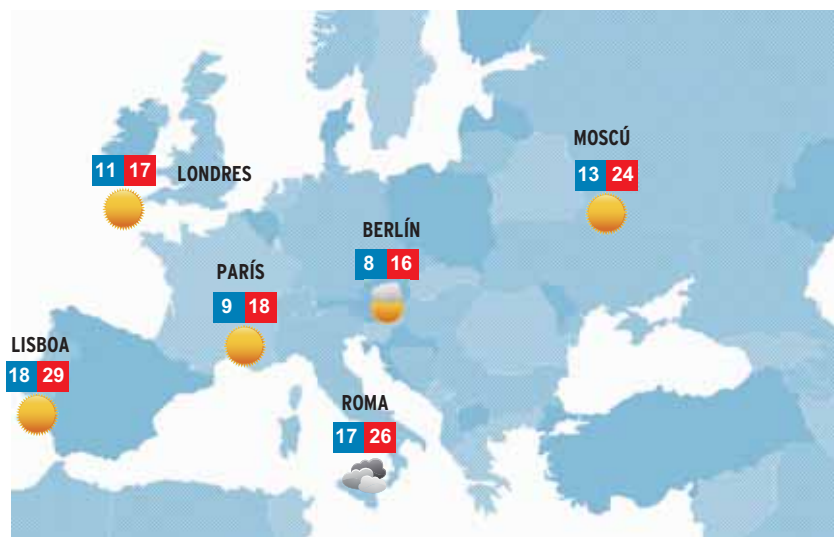 MOSCÚ
13 24
11 17
LONDRES
BERLÍN
8 16
PARÍS
9 18
LISBOA
18 29
ROMA
17 26